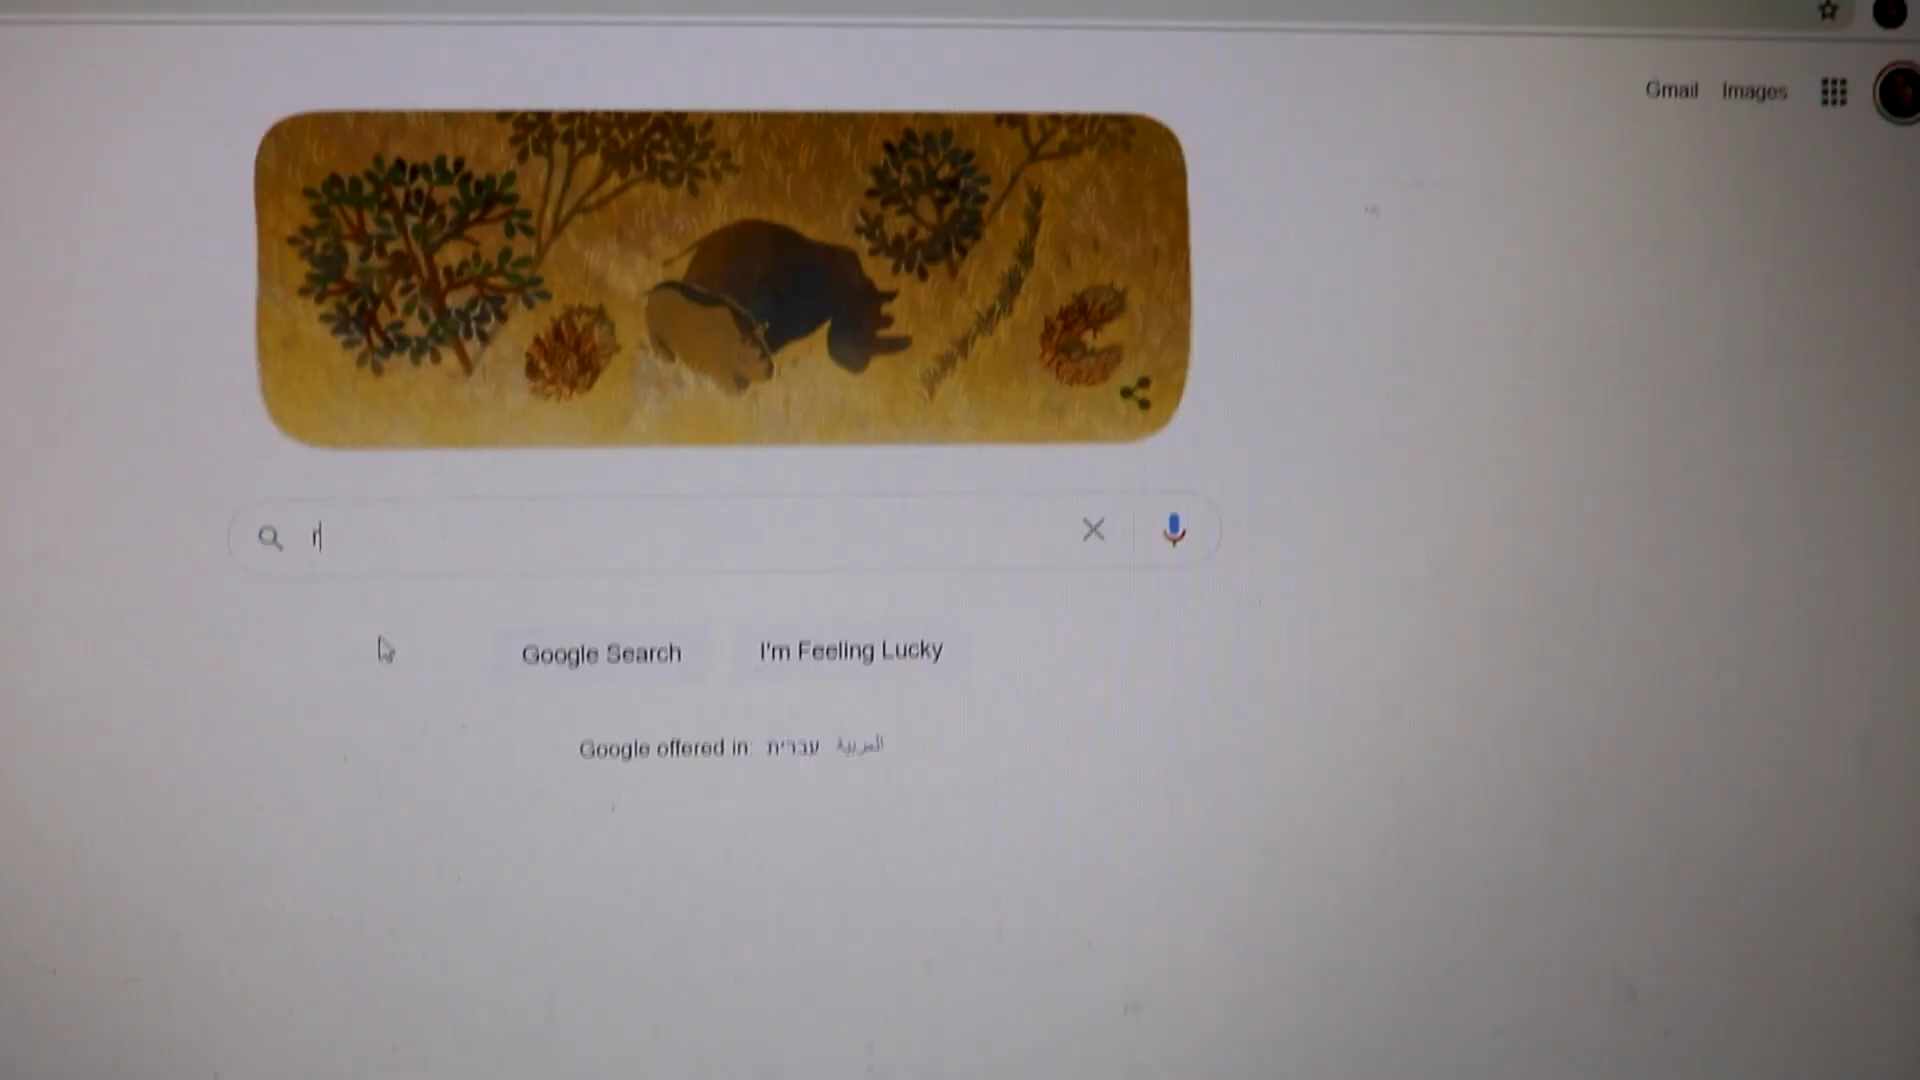 Gmail Images
r
Google Search I'm Feeling Lucky
Google offered in: עברית العربية